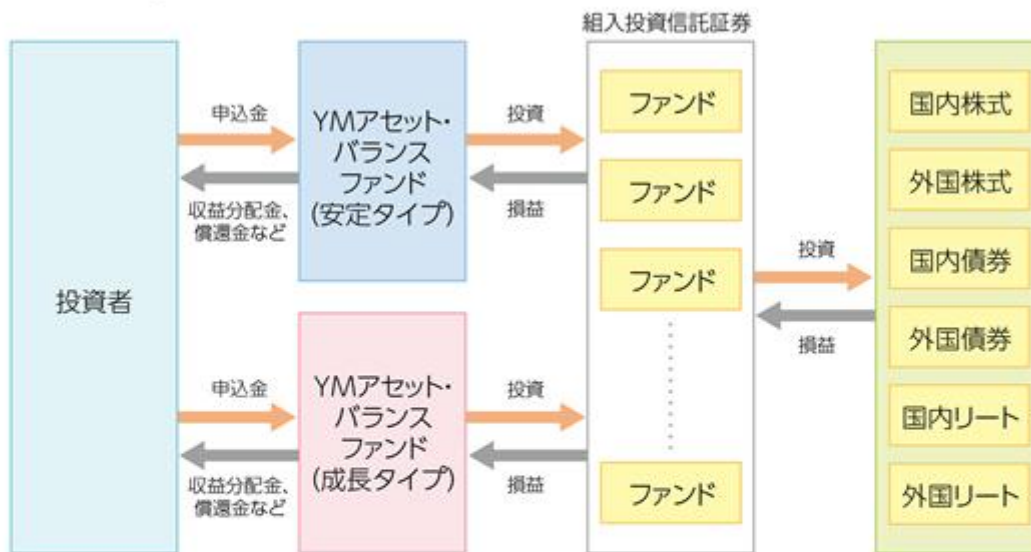 組入投資信託証券
投資者
申込金
収益分配金、
償還金など
YMアセット・
バランス
ファンド
(安定タイプ)
投資
損益
申込金
収益分配金、
償還金など
YMアセット・
バランス
ファンド
(成長タイプ)
投資
損益
ファンド
ファンド
ファンド
ファンド
投資
損益
国内株式
外国株式
国内債券
外国債券
国内リート
外国リート